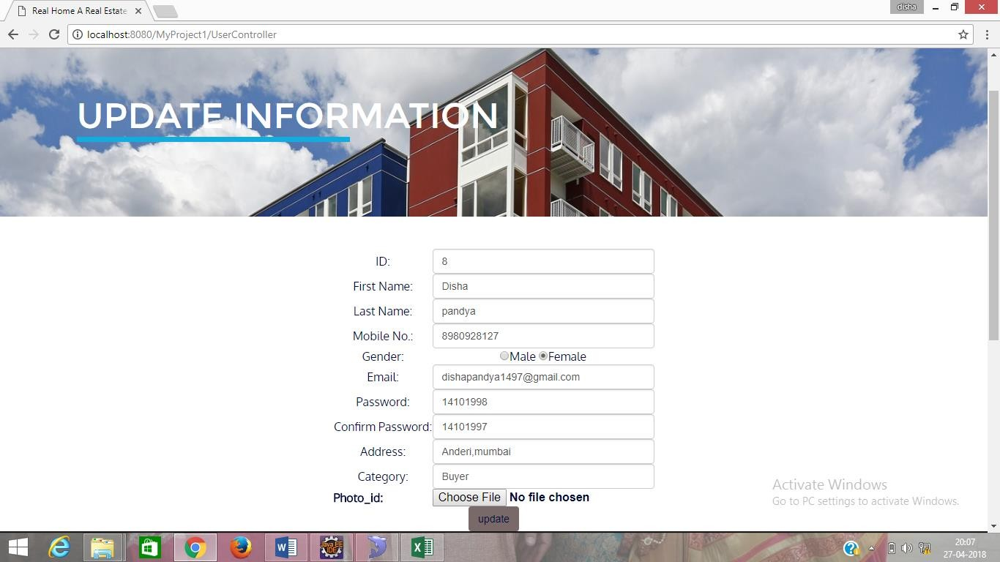 Real Home A Real Estate
disha
localhost:8080/MyProject1/UserController
UPDATE INFORMATION
ID: 8
First Name: Disha
Last Name: pandya
Mobile No.: 8980928127
Gender: Male Female
Email: dishapandya1497@gmail.com
Password: 14101998
Confirm Password: 14101997
Address: Anderi,mumbai
Category: Buyer
Photo_id: Choose File No file chosen
update
Activate Windows
Go to PC settings to activate Windows.
Java EE
IDE
20:07
27-04-2018